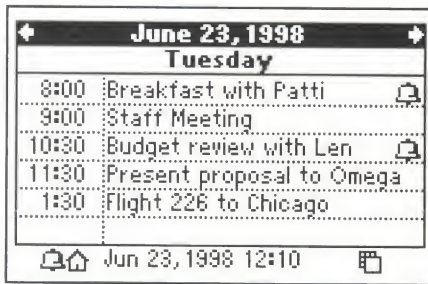 June 23, 1998
Tuesday
8:00 Breakfast with Patti
9:00 Staff Meeting
10:30 Budget review with Len
11:30 Present proposal to Omega
1:30 Flight 226 to Chicago
Jun 23, 1998 12:10